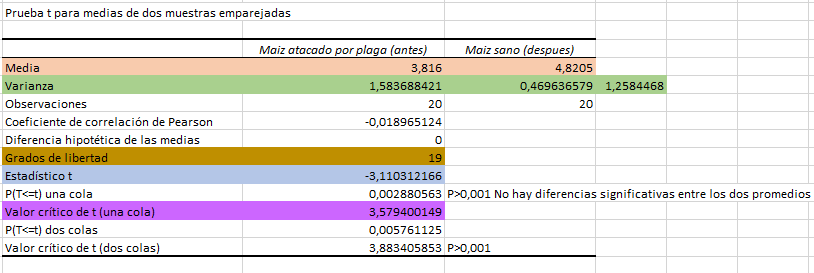 Prueba t para medias de dos muestras emparejadas
Maiz atacado por plaga (antes) Maiz sano (despues)
Media 3,816 4,8205
Varianza 1,583688421 0,469636579 1,2584468
Observaciones 20 20
Coeficiente de correlación de Pearson -0,018965124
Diferencia hipotética de las medias 0
Grados de libertad 19
Estadístico t -3,110312166
P(T<=t) una cola 0,002880563 P>0,001 No hay diferencias significativas entre los dos promedios
Valor crítico de t (una cola) 3,579400149
P(T<=t) dos colas 0,005761125
Valor crítico de t (dos colas) 3,883405853 P>0,001